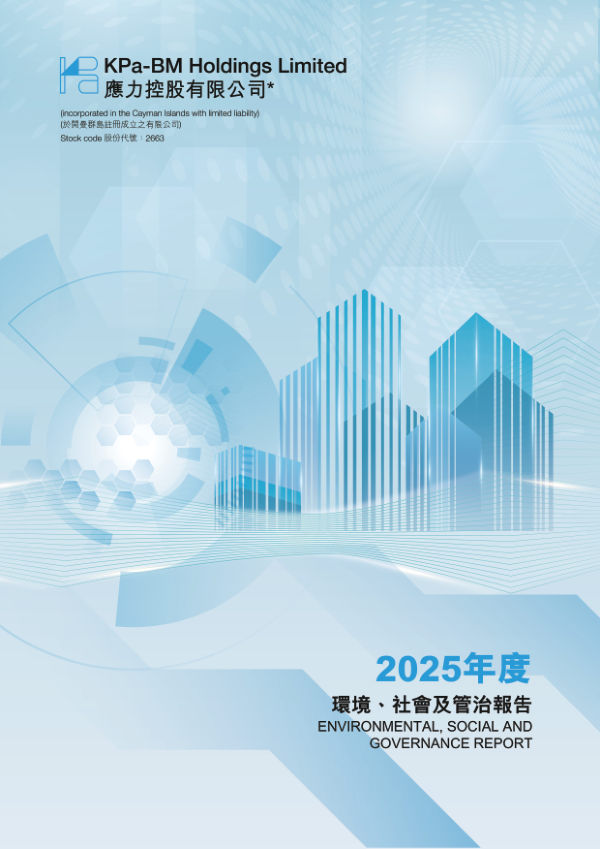 KPa-BM Holdings Limited
應力控股有限公司*
(incorporated in the Cayman Islands with limited liability)
(於開曼群島註冊成立之有限公司)
Stock code 股份代號：2663
2025年度
環境、社會及管治報告
ENVIRONMENTAL, SOCIAL AND
GOVERNANCE REPORT